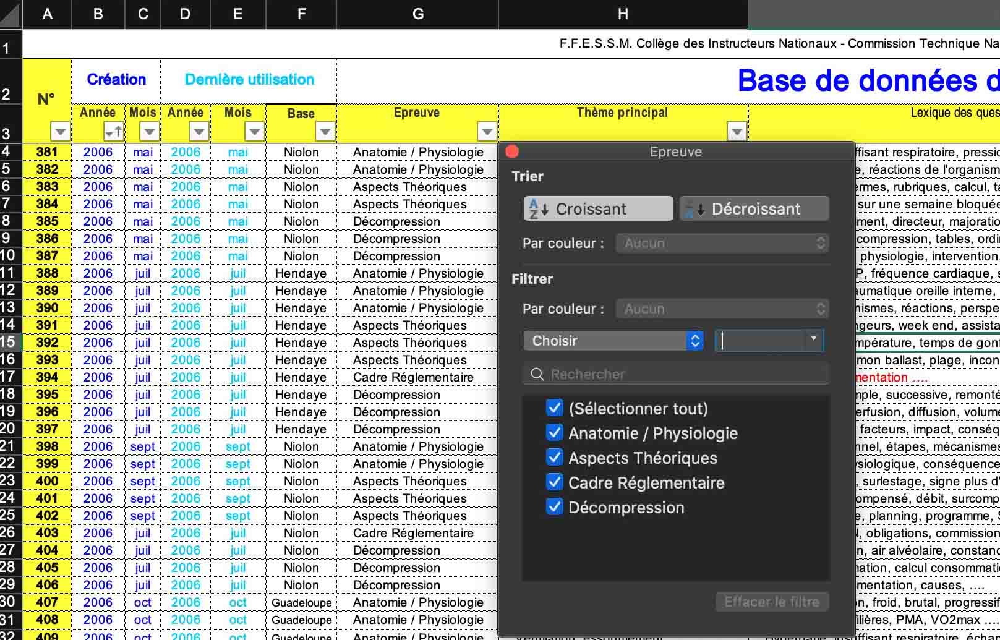 A B C D E F G H
1 F.F.E.S.S.M. Collège des Instructeurs Nationaux - Commission Technique Na
2 N° Création Dernière utilisation Base de données d
3 Année Mois Année Mois Base Epreuve Thème principal Lexique des ques
4 381 2006 mai 2006 mai Niolon Anatomie / Physiologie ffisant respiratoire, pressio
5 382 2006 mai 2006 mai Niolon Anatomie / Physiologie e, réactions de l'organism
6 383 2006 mai 2006 mai Niolon Aspects Théoriques ermes, rubriques, calcul, ta
7 384 2006 mai 2006 mai Niolon Aspects Théoriques sur une semaine bloquée
8 385 2006 mai 2006 mai Niolon Décompression ment, directeur, majoratio
9 386 2006 mai 2006 mai Niolon Décompression compression, tables, ordi
10 387 2006 mai 2006 mai Niolon Décompression physiologie, intervention
11 388 2006 juil 2006 juil Hendaye Anatomie / Physiologie P, fréquence cardiaque, s
12 389 2006 juil 2006 juil Hendaye Anatomie / Physiologie aumatique oreille interne,
13 390 2006 juil 2006 juil Hendaye Anatomie / Physiologie nismes, réactions, perspe
14 391 2006 juil 2006 juil Hendaye Aspects Théoriques ngeurs, week end, assista
15 392 2006 juil 2006 juil Hendaye Aspects Théoriques mpérature, temps de gonf
16 393 2006 juil 2006 juil Hendaye Aspects Théoriques mon ballast, plage, incon
17 394 2006 juil 2006 juil Hendaye Cadre Réglementaire mentation ....
18 395 2006 juil 2006 juil Hendaye Décompression mple, successive, remonté
19 396 2006 juil 2006 juil Hendaye Décompression erfusion, diffusion, volume
20 397 2006 juil 2006 juil Hendaye Décompression facteurs, impact, conséq
21 398 2006 sept 2006 sept Niolon Anatomie / Physiologie nnel, étapes, mécanismes
22 399 2006 sept 2006 sept Niolon Anatomie / Physiologie ysiologique, conséquence
23 400 2006 sept 2006 sept Niolon Aspects Théoriques , surlestage, signe plus d'
24 401 2006 sept 2006 sept Niolon Aspects Théoriques ompensé, débit, surcomp
25 402 2006 sept 2006 sept Niolon Aspects Théoriques e, planning, programme,
26 403 2006 juil 2006 juil Niolon Cadre Réglementaire N, obligations, commission
27 404 2006 juil 2006 juil Niolon Décompression n, air alvéolaire, constanc
28 405 2006 juil 2006 juil Niolon Décompression nation, calcul consommati
29 406 2006 juil 2006 juil Niolon Décompression mentation, causes, ....
30 407 2006 oct 2006 oct Guadeloupe Anatomie / Physiologie on, froid, brutal, progressif
31 408 2006 oct 2006 oct Guadeloupe Anatomie / Physiologie filières, PMA, VO2max ....
32 409 2006 oct 2006 oct Guadeloupe Anatomie / Physiologie
Epreuve
Trier
Croissant Décroissant
Par couleur : Aucun
Filtrer
Par couleur : Aucun
Choisir
Rechercher
(Sélectionner tout)
Anatomie / Physiologie
Aspects Théoriques
Cadre Réglementaire
Décompression
Effacer le filtre